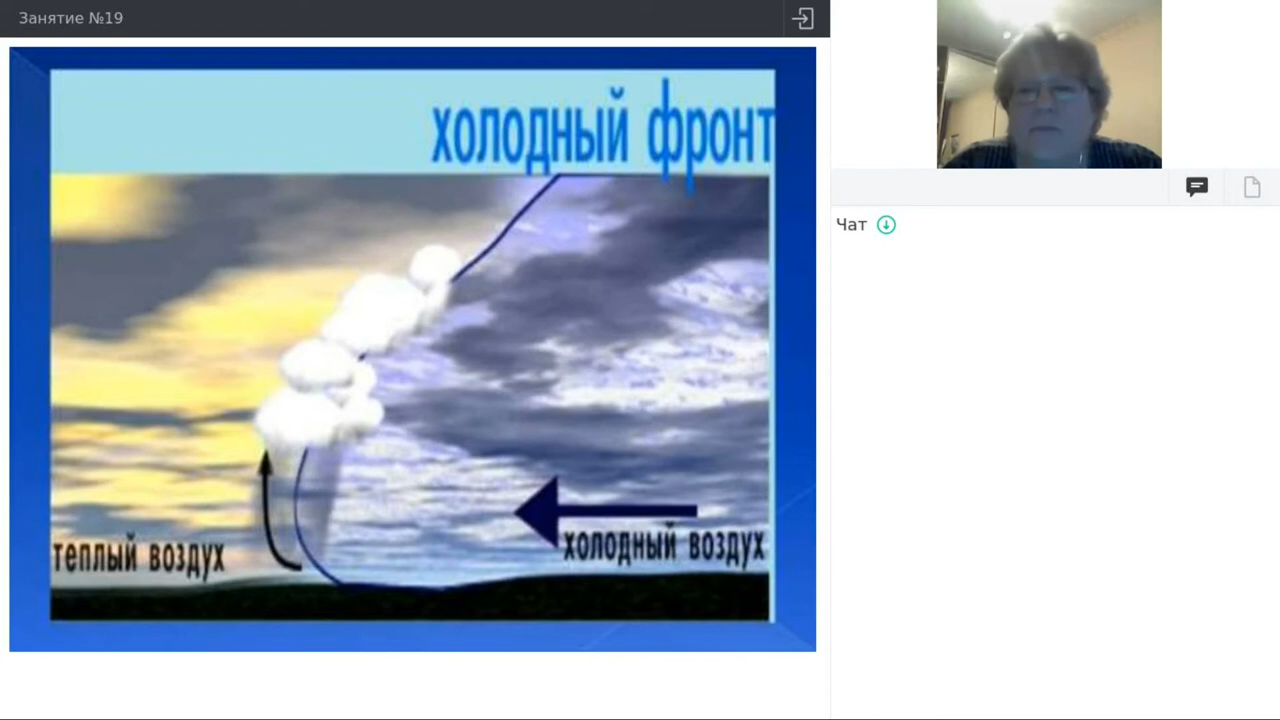 Занятие №19
холодный фронт
теплый воздух
холодный воздух
Чат